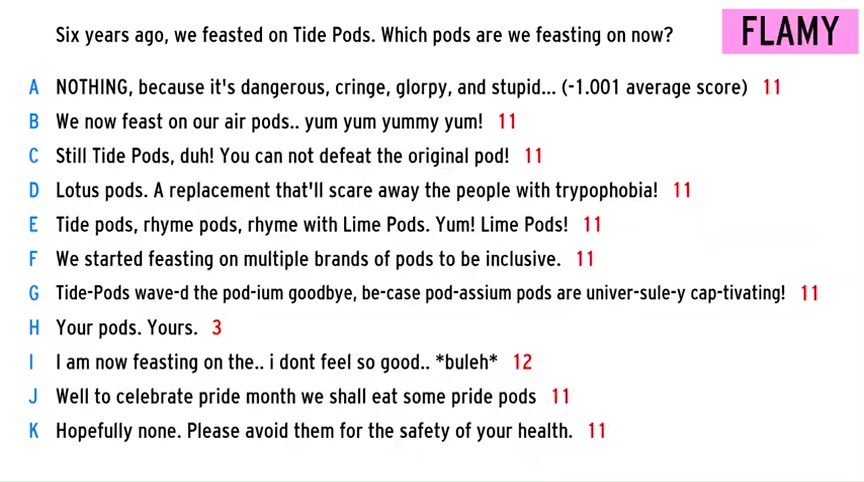 Six years ago, we feasted on Tide Pods. Which pods are we feasting on now?
FLAMY
A NOTHING, because it's dangerous, cringe, glorpy, and stupid... (-1.001 average score) 11
B We now feast on our air pods.. yum yum yummy yum! 11
C Still Tide Pods, duh! You can not defeat the original pod! 11
D Lotus pods. A replacement that'll scare away the people with trypophobia! 11
E Tide pods, rhyme pods, rhyme with Lime Pods. Yum! Lime Pods! 11
F We started feasting on multiple brands of pods to be inclusive. 11
G Tide-Pods wave-d the pod-ium goodbye, be-case pod-assium pods are univer-sule-y cap-tivating! 11
H Your pods. Yours. 3
I I am now feasting on the.. i dont feel so good.. *buleh* 12
J Well to celebrate pride month we shall eat some pride pods 11
K Hopefully none. Please avoid them for the safety of your health. 11